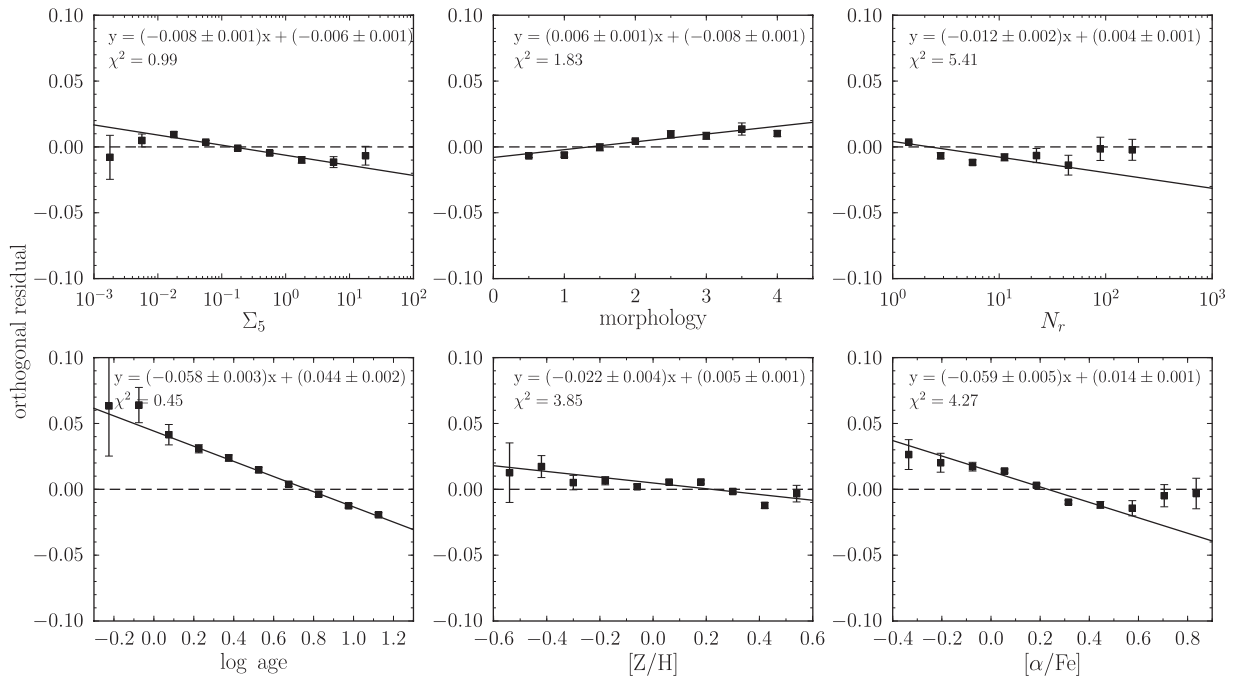 orthogonal residual
y = (−0.008 ± 0.001)x + (−0.006 ± 0.001)
χ² = 0.99
0.10
0.05
0.00
−0.05
−0.10
10⁻³ 10⁻² 10⁻¹ 10⁰ 10¹ 10²
Σ₅
y = (0.006 ± 0.001)x + (−0.008 ± 0.001)
χ² = 1.83
0.10
0.05
0.00
−0.05
−0.10
0 1 2 3 4
morphology
y = (−0.012 ± 0.002)x + (0.004 ± 0.001)
χ² = 5.41
0.10
0.05
0.00
−0.05
−0.10
10⁰ 10¹ 10² 10³
Nᵣ
y = (−0.058 ± 0.003)x + (0.044 ± 0.002)
χ² = 0.45
0.10
0.05
0.00
−0.05
−0.10
−0.2 0.0 0.2 0.4 0.6 0.8 1.0 1.2
log age
y = (−0.022 ± 0.004)x + (0.005 ± 0.001)
χ² = 3.85
0.10
0.05
0.00
−0.05
−0.10
−0.6 −0.4 −0.2 0.0 0.2 0.4 0.6
[Z/H]
y = (−0.059 ± 0.005)x + (0.014 ± 0.001)
χ² = 4.27
0.10
0.05
0.00
−0.05
−0.10
−0.4 −0.2 0.0 0.2 0.4 0.6 0.8
[α/Fe]